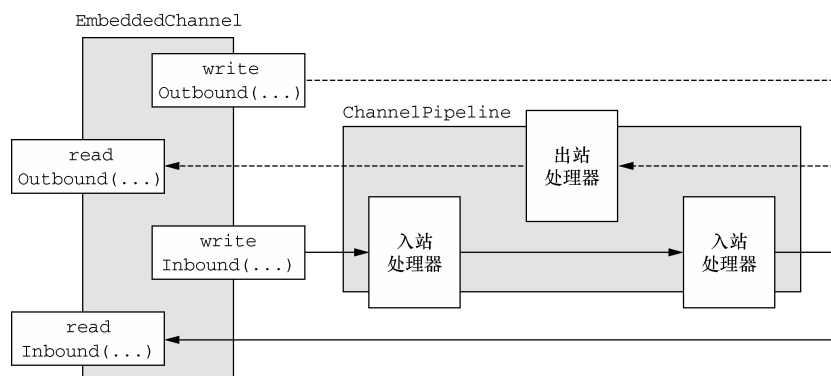 EmbeddedChannel
write
Outbound(...)
ChannelPipeline
read
Outbound(...)
出站
处理器
write
Inbound(...)
入站
处理器
入站
处理器
read
Inbound(...)